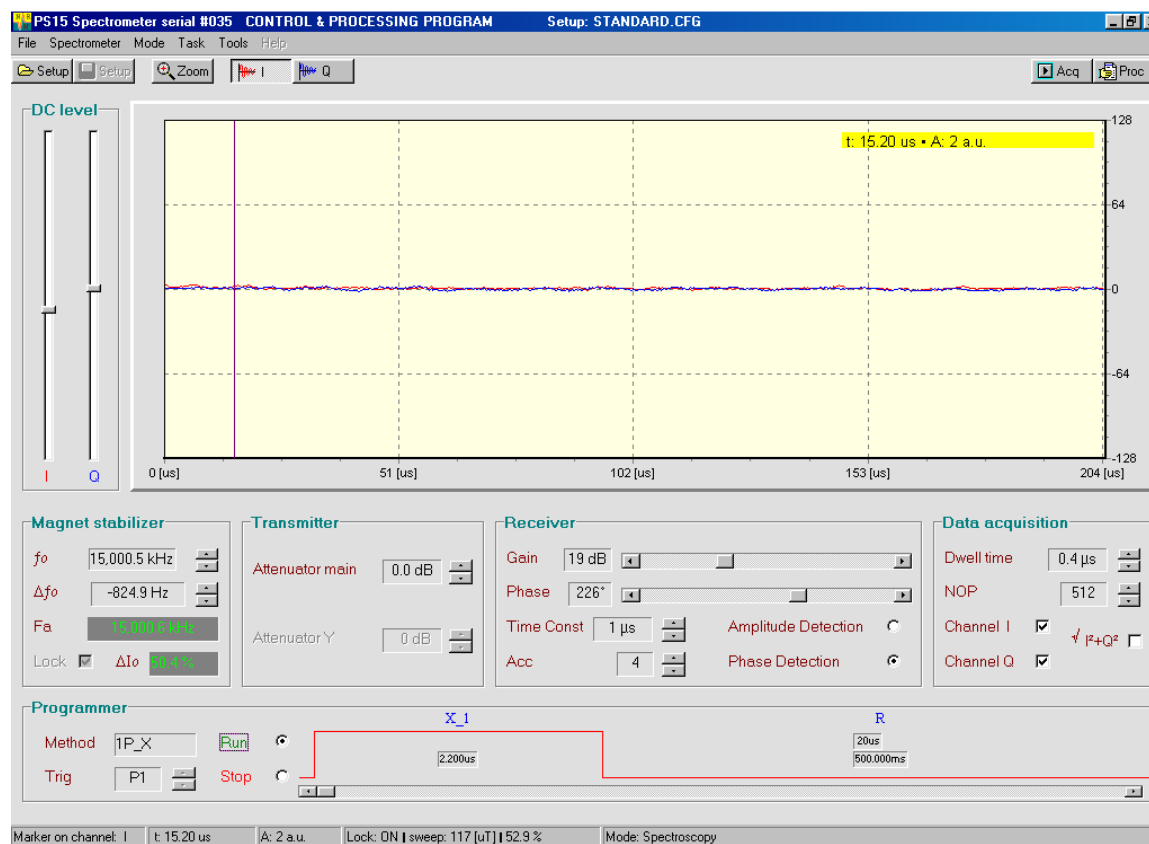 PS15 Spectrometer serial #035 CONTROL & PROCESSING PROGRAM Setup: STANDARD.CFG
File Spectrometer Mode Task Tools Help
Setup Setup Zoom I Q Acq Proc
DC level
128
t: 15.20 us • A: 2 a.u.
64
0
-64
-128
I Q
0 [us] 51 [us] 102 [us] 153 [us] 204 [us]
Magnet stabilizer Transmitter Receiver Data acquisition
fo 15,000.5 kHz Attenuator main 0.0 dB Gain 19 dB Dwell time 0.4 µs
Δfo -824.9 Hz Phase 226° NOP 512
Fa 15,000.6 kHz Attenuator Y 0 dB Time Const 1 µs Amplitude Detection Channel I √ I²+Q²
Lock ΔIo 50.4 % Acc 4 Phase Detection Channel Q
Programmer
X_1 R
Method 1P_X Run 20us
2.200us 500.000ms
Trig P1 Stop
Marker on channel: I t: 15.20 us A: 2 a.u. Lock: ON | sweep: 117 [uT] | 52.9 % Mode: Spectroscopy